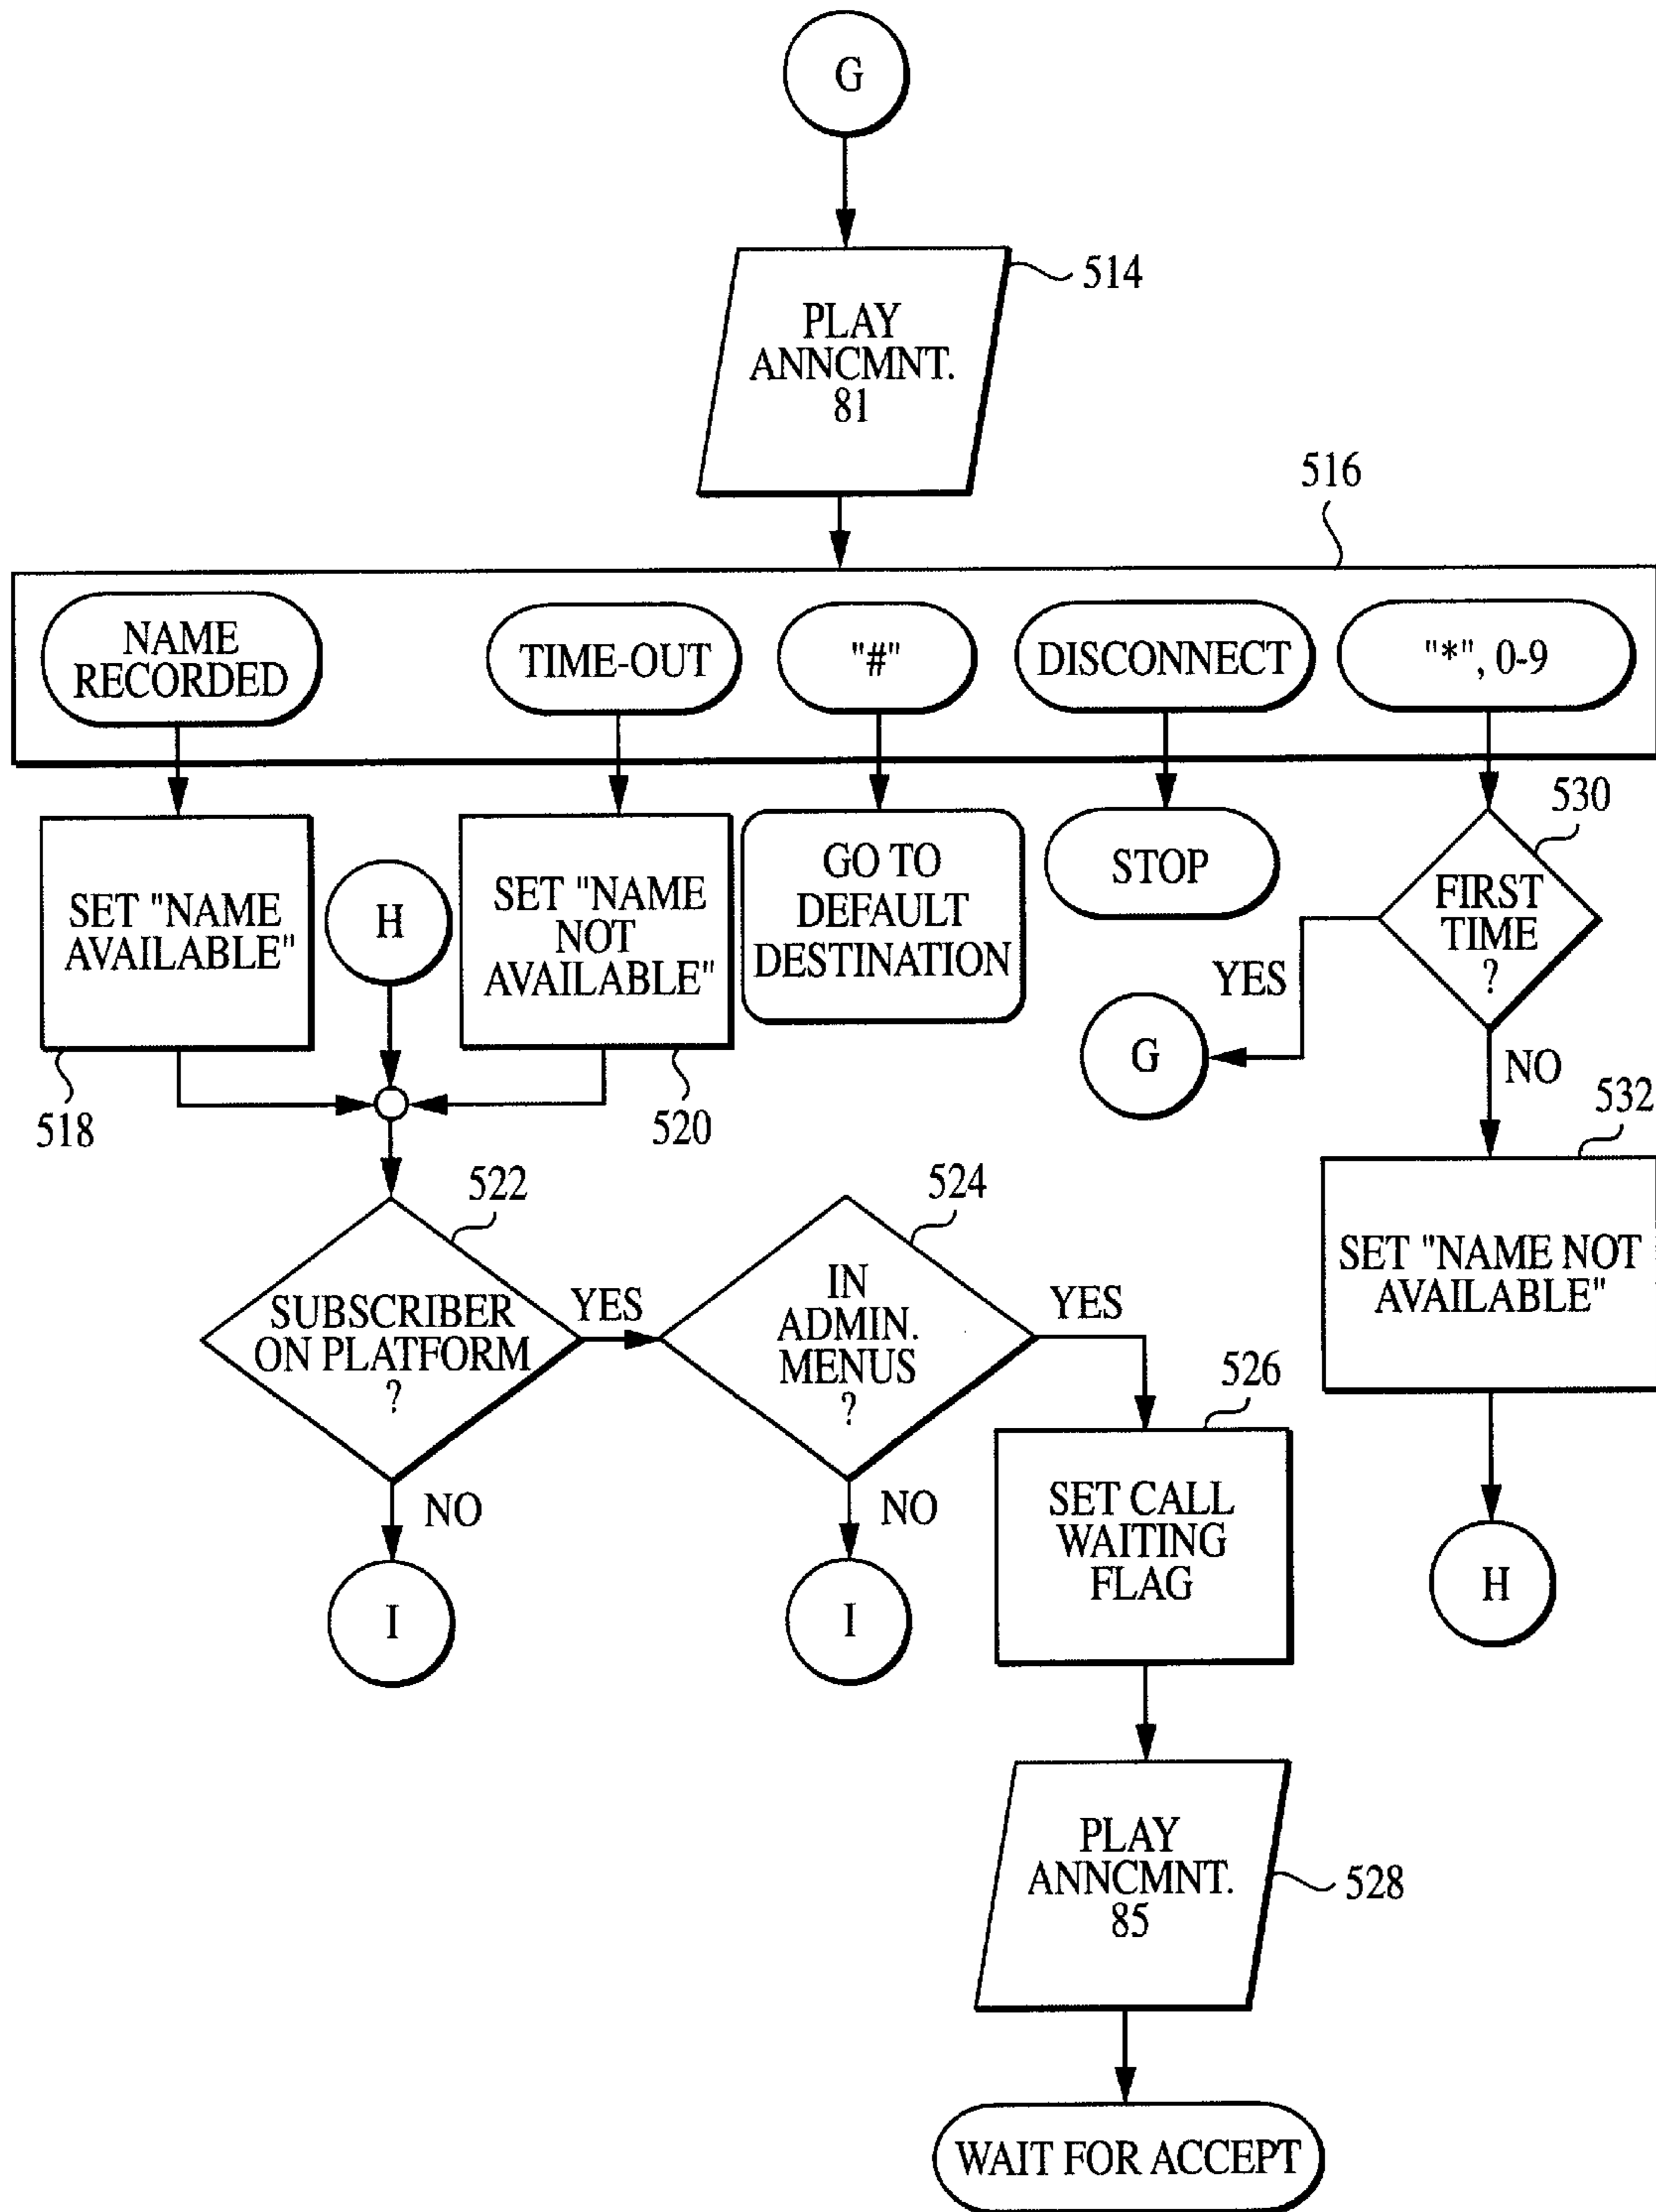 G
514
PLAY
ANNCMNT.
81
516
NAME
RECORDED
TIME-OUT
"#"
DISCONNECT
"*", 0-9
530
SET "NAME
AVAILABLE"
H
SET "NAME
NOT
AVAILABLE"
GO TO
DEFAULT
DESTINATION
STOP
FIRST
TIME
?
YES
G
NO
518
520
532
522
524
SUBSCRIBER
ON PLATFORM
?
YES
IN
ADMIN.
MENUS
?
YES
SET "NAME NOT
AVAILABLE"
526
NO
NO
SET CALL
WAITING
FLAG
I
I
H
PLAY
ANNCMNT.
85
528
WAIT FOR ACCEPT